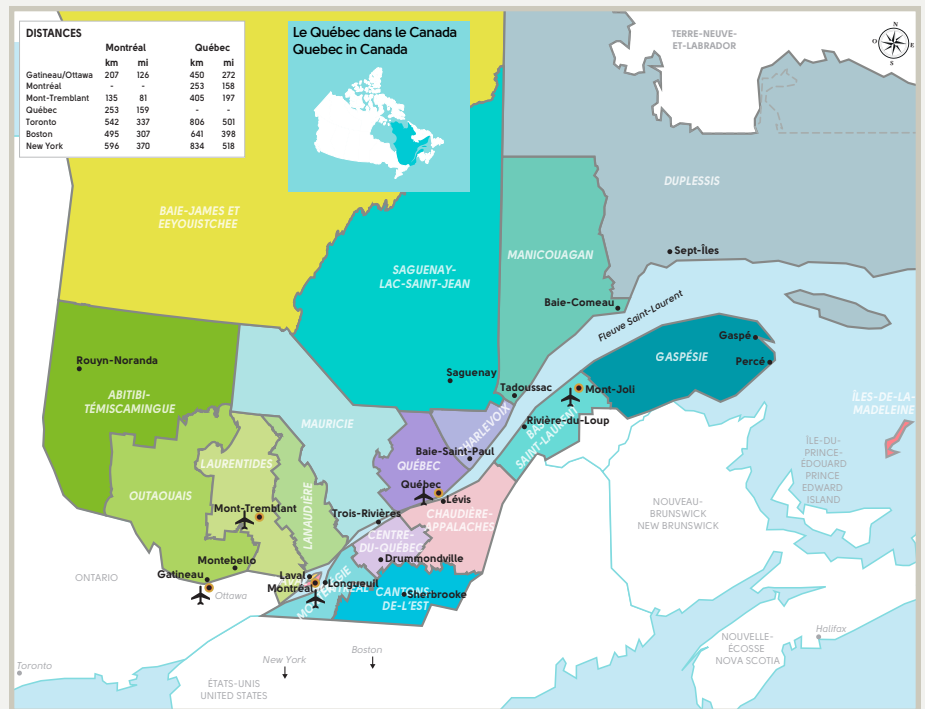 DISTANCES
Montréal Québec
km mi km mi
Gatineau/Ottawa 207 126 450 272
Montréal - - 253 158
Mont-Tremblant 135 81 405 197
Québec 253 159 - -
Toronto 542 337 806 501
Boston 495 307 641 398
New York 596 370 834 518
Le Québec dans le Canada
Quebec in Canada
TERRE-NEUVE-
ET-LABRADOR
N
O E
S
BAIE-JAMES ET
EEYOUISTCHEE
DUPLESSIS
SAGUENAY-
LAC-SAINT-JEAN
MANICOUAGAN
Sept-Îles
Baie-Comeau
Fleuve Saint-Laurent
Gaspé
GASPÉSIE
Percé
Rouyn-Noranda
ABITIBI-
TÉMISCAMINGUE
Saguenay
Tadoussac
Mont-Joli
ÎLES-DE-LA-
MADELEINE
MAURICIE
CHARLEVOIX
Rivière-du-Loup
BAS-
SAINT-LAURENT
Baie-Saint-Paul
LAURENTIDES
QUÉBEC
OUTAOUAIS
Québec
Lévis
LANAUDIÈRE
Mont-Tremblant
Trois-Rivières
CHAUDIÈRE-
APPALACHES
CENTRE-
DU-QUÉBEC
Drummondville
ÎLE-DU-
PRINCE-
ÉDOUARD
PRINCE
EDWARD
ISLAND
NOUVEAU-
BRUNSWICK
NEW BRUNSWICK
Montebello
Gatineau
Ottawa
ONTARIO
Laval
Montréal
Longueuil
CANTONS
DE-L'EST
Sherbrooke
Toronto
New York
Boston
ÉTATS-UNIS
UNITED STATES
Halifax
NOUVELLE-
ÉCOSSE
NOVA SCOTIA